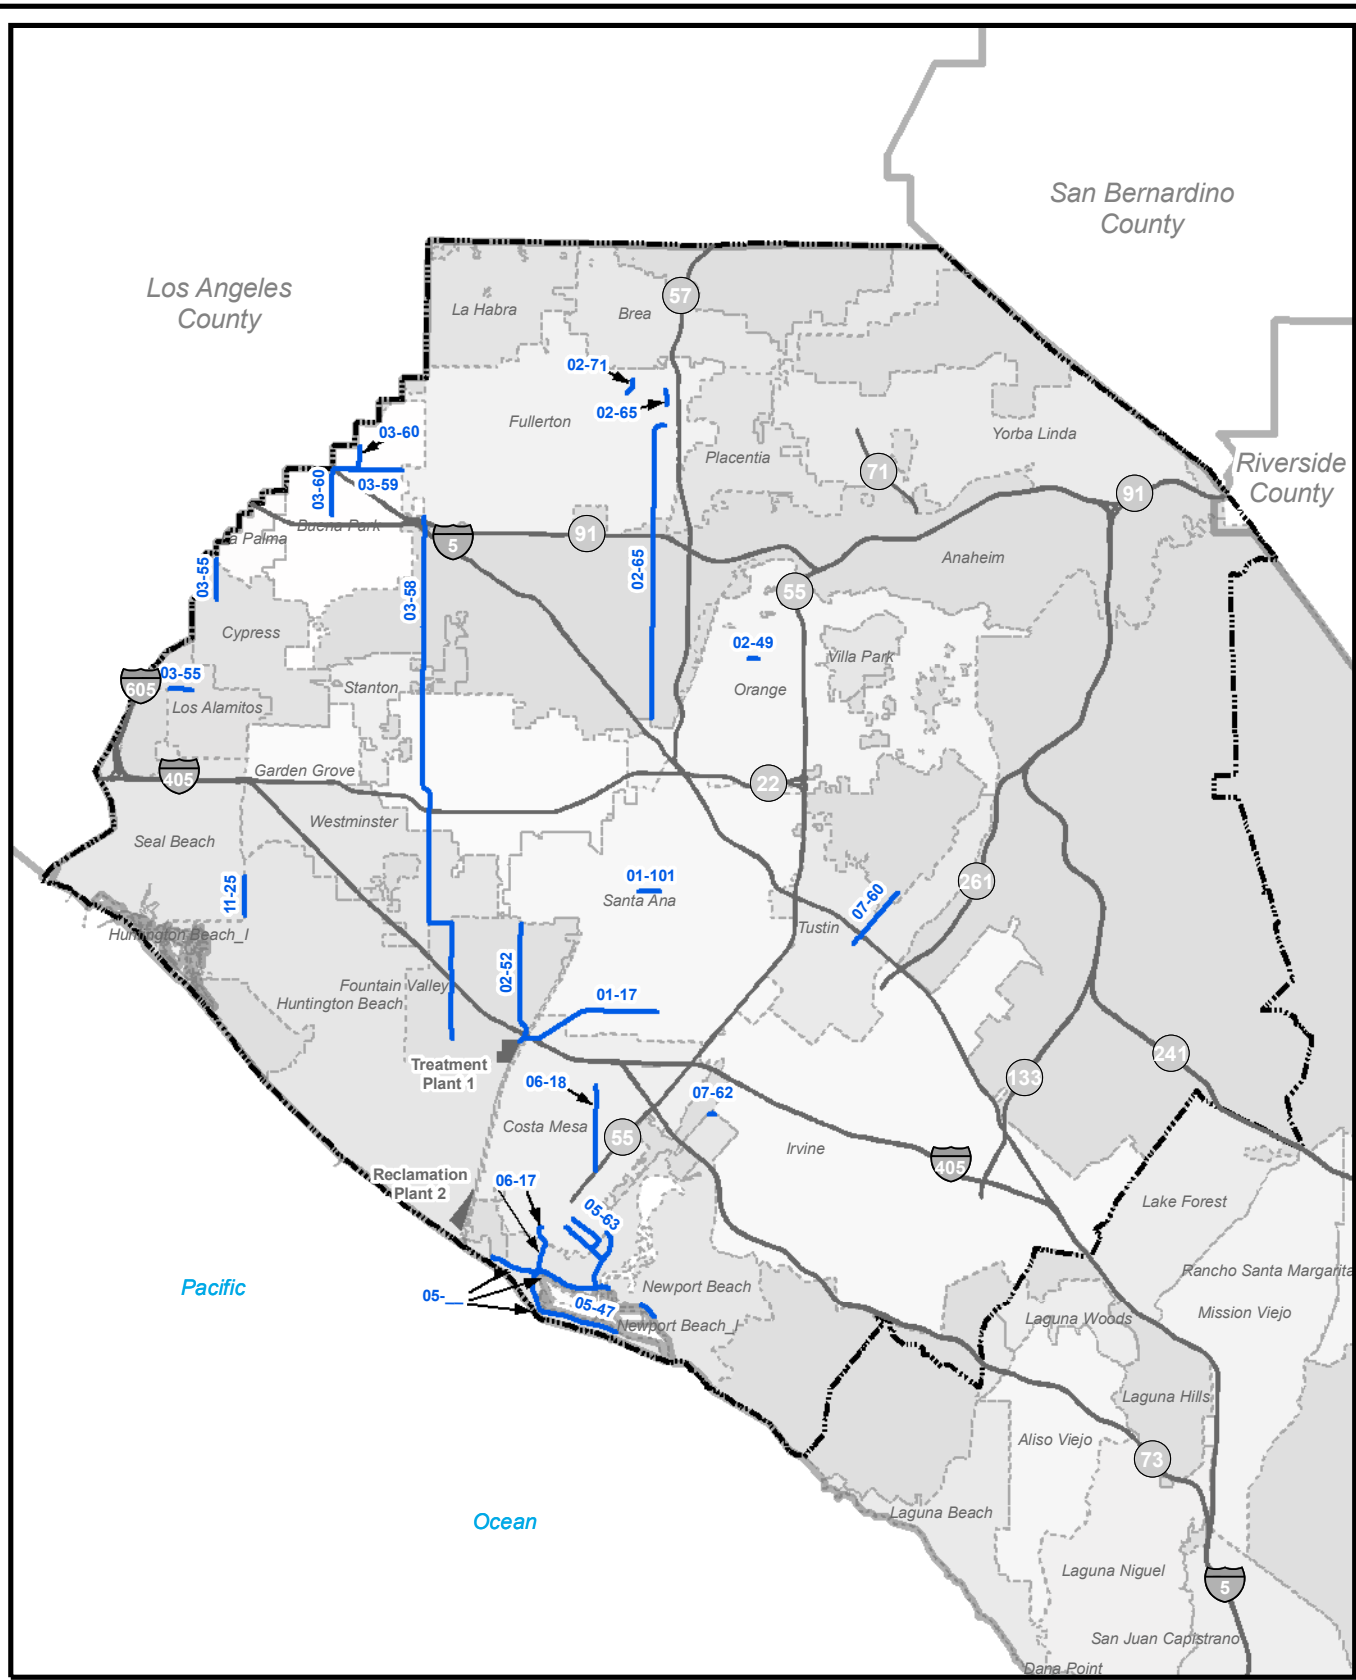 San Bernardino
County
Los Angeles
County
57
La Habra
Brea
02-71
02-65
Fullerton
03-60
Yorba Linda
Placentia
Riverside
County
71
03-60
03-59
91
Buena Park
91
5
a Palma
Anaheim
03-55
03-58
02-65
55
Cypress
02-49
Villa Park
03-55
605
Stanton
Orange
Los Alamitos
405
Garden Grove
22
Westminster
Seal Beach
01-101
261
11-25
Santa Ana
07-60
Tustin
Huntington Beach_I
Fountain Valley
02-52
Huntington Beach
01-17
Treatment
Plant 1
241
133
06-18
07-62
Costa Mesa
55
Irvine
405
Reclamation
Plant 2
06-17
Lake Forest
05-63
Rancho Santa Margarita
Pacific
Newport Beach
05-__
05-47
Mission Viejo
Laguna Woods
Newport Beach_I
Laguna Hills
Aliso Viejo
73
Laguna Beach
Ocean
Laguna Niguel
5
San Juan Capistrano
Dana Point